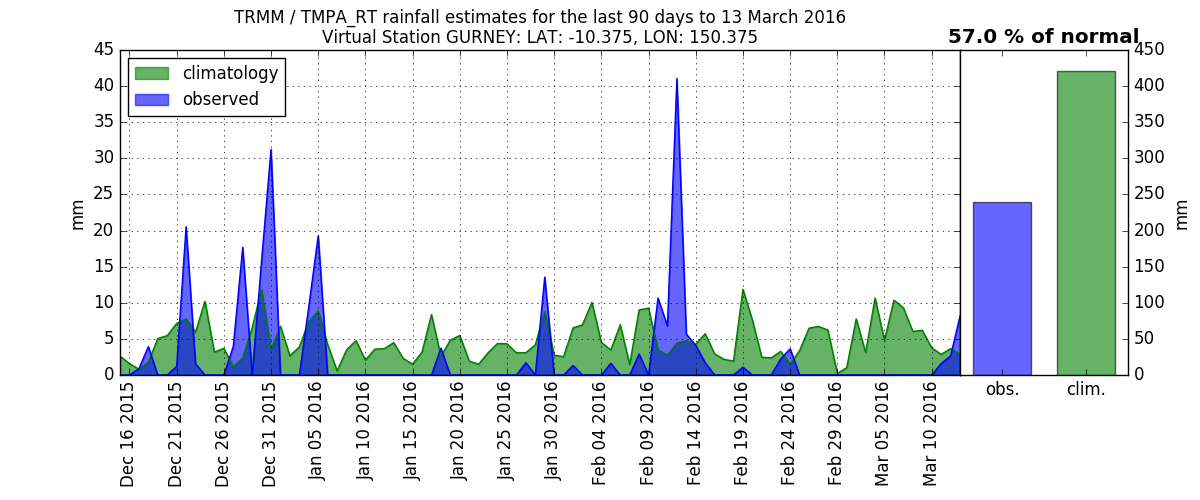 TRMM / TMPA_RT rainfall estimates for the last 90 days to 13 March 2016
Virtual Station GURNEY: LAT: -10.375, LON: 150.375
57.0 % of normal
climatology
observed
45
40
35
30
25
20
15
10
5
0
mm
Dec 16 2015
Dec 21 2015
Dec 26 2015
Dec 31 2015
Jan 05 2016
Jan 10 2016
Jan 15 2016
Jan 20 2016
Jan 25 2016
Jan 30 2016
Feb 04 2016
Feb 09 2016
Feb 14 2016
Feb 19 2016
Feb 24 2016
Feb 29 2016
Mar 05 2016
Mar 10 2016
obs.
clim.
450
400
350
300
250
200
150
100
50
0
mm